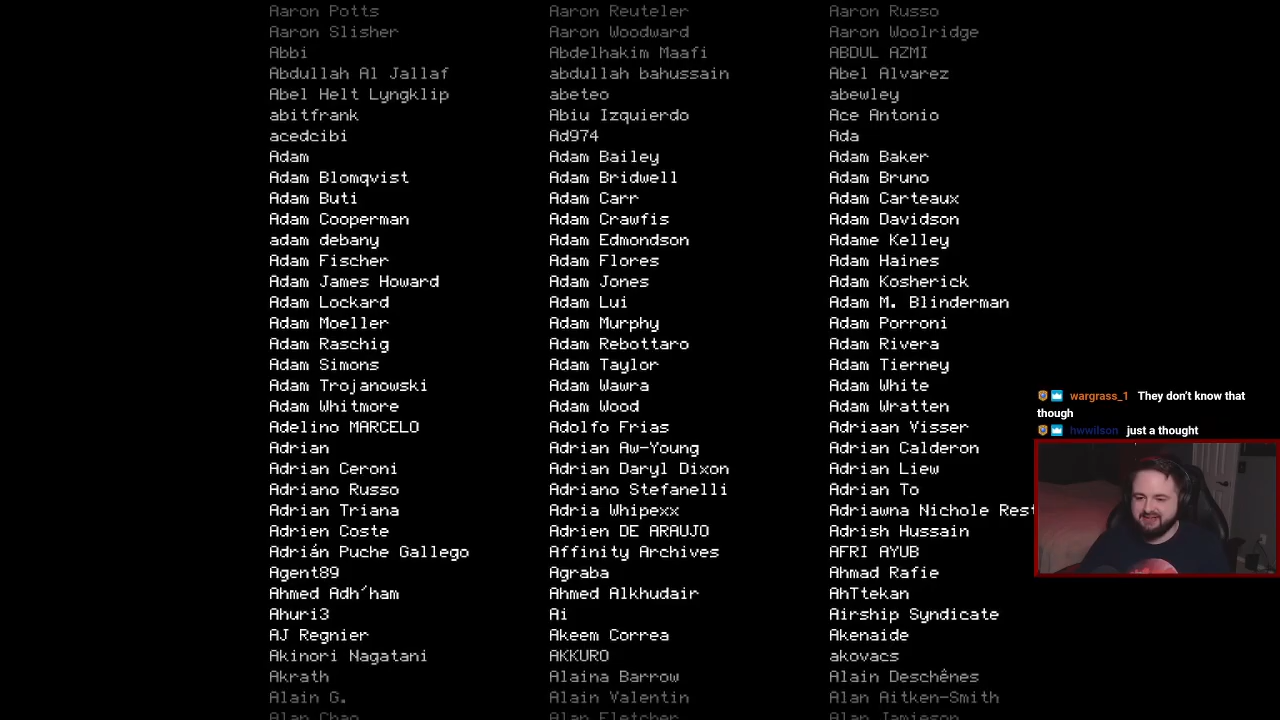 Aaron Potts Aaron Reuteler Aaron Russo
Aaron Slisher Aaron Woodward Aaron Woolridge
Abbi Abdelhakim Maafi ABDUL AZMI
Abdullah Al Jallaf abdullah bahussain Abel Alvarez
Abel Helt Lyngklip abeteo abewley
abitfrank Abiu Izquierdo Ace Antonio
acedcibi Ad974 Ada
Adam Adam Bailey Adam Baker
Adam Blomqvist Adam Bridwell Adam Bruno
Adam Buti Adam Carr Adam Carteaux
Adam Cooperman Adam Crawfis Adam Davidson
adam debany Adam Edmondson Adame Kelley
Adam Fischer Adam Flores Adam Haines
Adam James Howard Adam Jones Adam Kosherick
Adam Lockard Adam Lui Adam M. Blinderman
Adam Moeller Adam Murphy Adam Porroni
Adam Raschig Adam Rebottaro Adam Rivera
Adam Simons Adam Taylor Adam Tierney
Adam Trojanowski Adam Wawra Adam White
Adam Whitmore Adam Wood Adam Wratten
Adelino MARCELO Adolfo Frias Adriaan Visser
Adrian Adrian Aw-Young Adrian Calderon
Adrian Ceroni Adrian Daryl Dixon Adrian Liew
Adriano Russo Adriano Stefanelli Adrian To
Adrian Triana Adria Whipexx Adriawna Nichole Rest
Adrien Coste Adrien DE ARAUJO Adrish Hussain
Adrián Puche Gallego Affinity Archives AFRI AYUB
Agent89 Agraba Ahmad Rafie
Ahmed Adh´ham Ahmed Alkhudair AhTtekan
Ahuri3 Ai Airship Syndicate
AJ Regnier Akeem Correa Akenaide
Akinori Nagatani AKKURO akovacs
Akrath Alaina Barrow Alain Deschênes
Alain G. Alain Valentin Alan Aitken-Smith
Alan Chao Alan Fletcher Alan Jamieson
wargrass_1 They don't know that
though
hwwilson just a thought